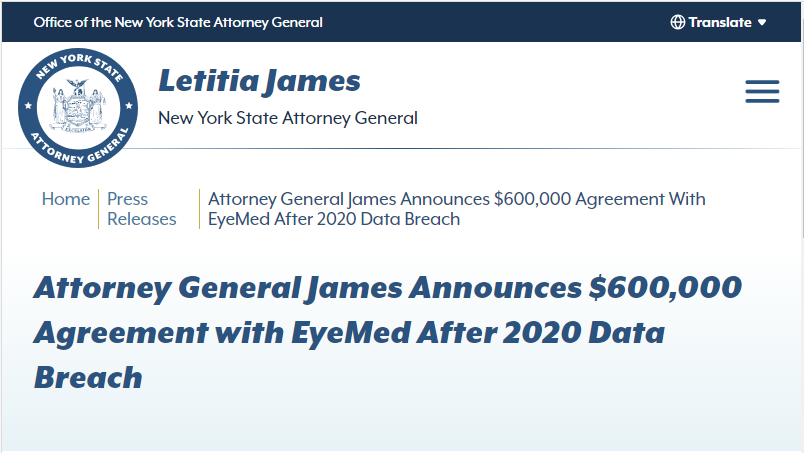 Office of the New York State Attorney General
Translate
NEW YORK STATE
ATTORNEY GENERAL
Letitia James
New York State Attorney General
Home
Press
Releases
Attorney General James Announces $600,000 Agreement With
EyeMed After 2020 Data Breach
Attorney General James Announces $600,000
Agreement with EyeMed After 2020 Data
Breach